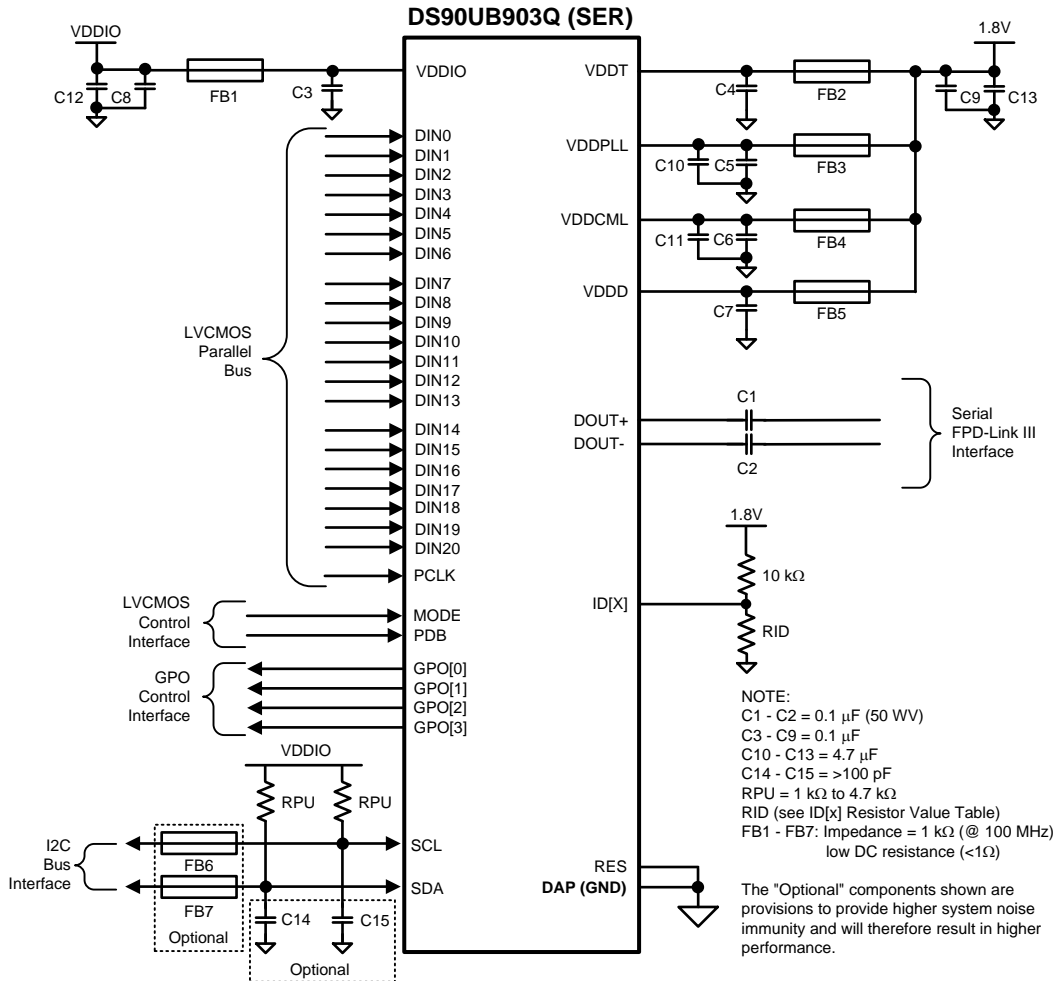 DS90UB903Q (SER)
VDDIO
C12
C8
FB1
C3
VDDIO
LVCMOS
Parallel
Bus
DIN0
DIN1
DIN2
DIN3
DIN4
DIN5
DIN6
DIN7
DIN8
DIN9
DIN10
DIN11
DIN12
DIN13
DIN14
DIN15
DIN16
DIN17
DIN18
DIN19
DIN20
PCLK
LVCMOS
Control
Interface
MODE
PDB
GPO
Control
Interface
GPO[0]
GPO[1]
GPO[2]
GPO[3]
VDDIO
RPU
RPU
I2C
Bus
Interface
FB6
FB7
Optional
SCL
SDA
C14
C15
Optional
1.8V
VDDT
C4
FB2
C9
C13
VDDPLL
C10
C5
FB3
VDDCML
C11
C6
FB4
VDDD
C7
FB5
DOUT+
DOUT-
C1
C2
Serial
FPD-Link III
Interface
1.8V
10 kΩ
ID[X]
RID
RES
DAP (GND)
NOTE:
C1 - C2 = 0.1 μF (50 WV)
C3 - C9 = 0.1 μF
C10 - C13 = 4.7 μF
C14 - C15 = >100 pF
RPU = 1 kΩ to 4.7 kΩ
RID (see ID[x] Resistor Value Table)
FB1 - FB7: Impedance = 1 kΩ (@ 100 MHz)
low DC resistance (<1Ω)
The "Optional" components shown are
provisions to provide higher system noise
immunity and will therefore result in higher
performance.